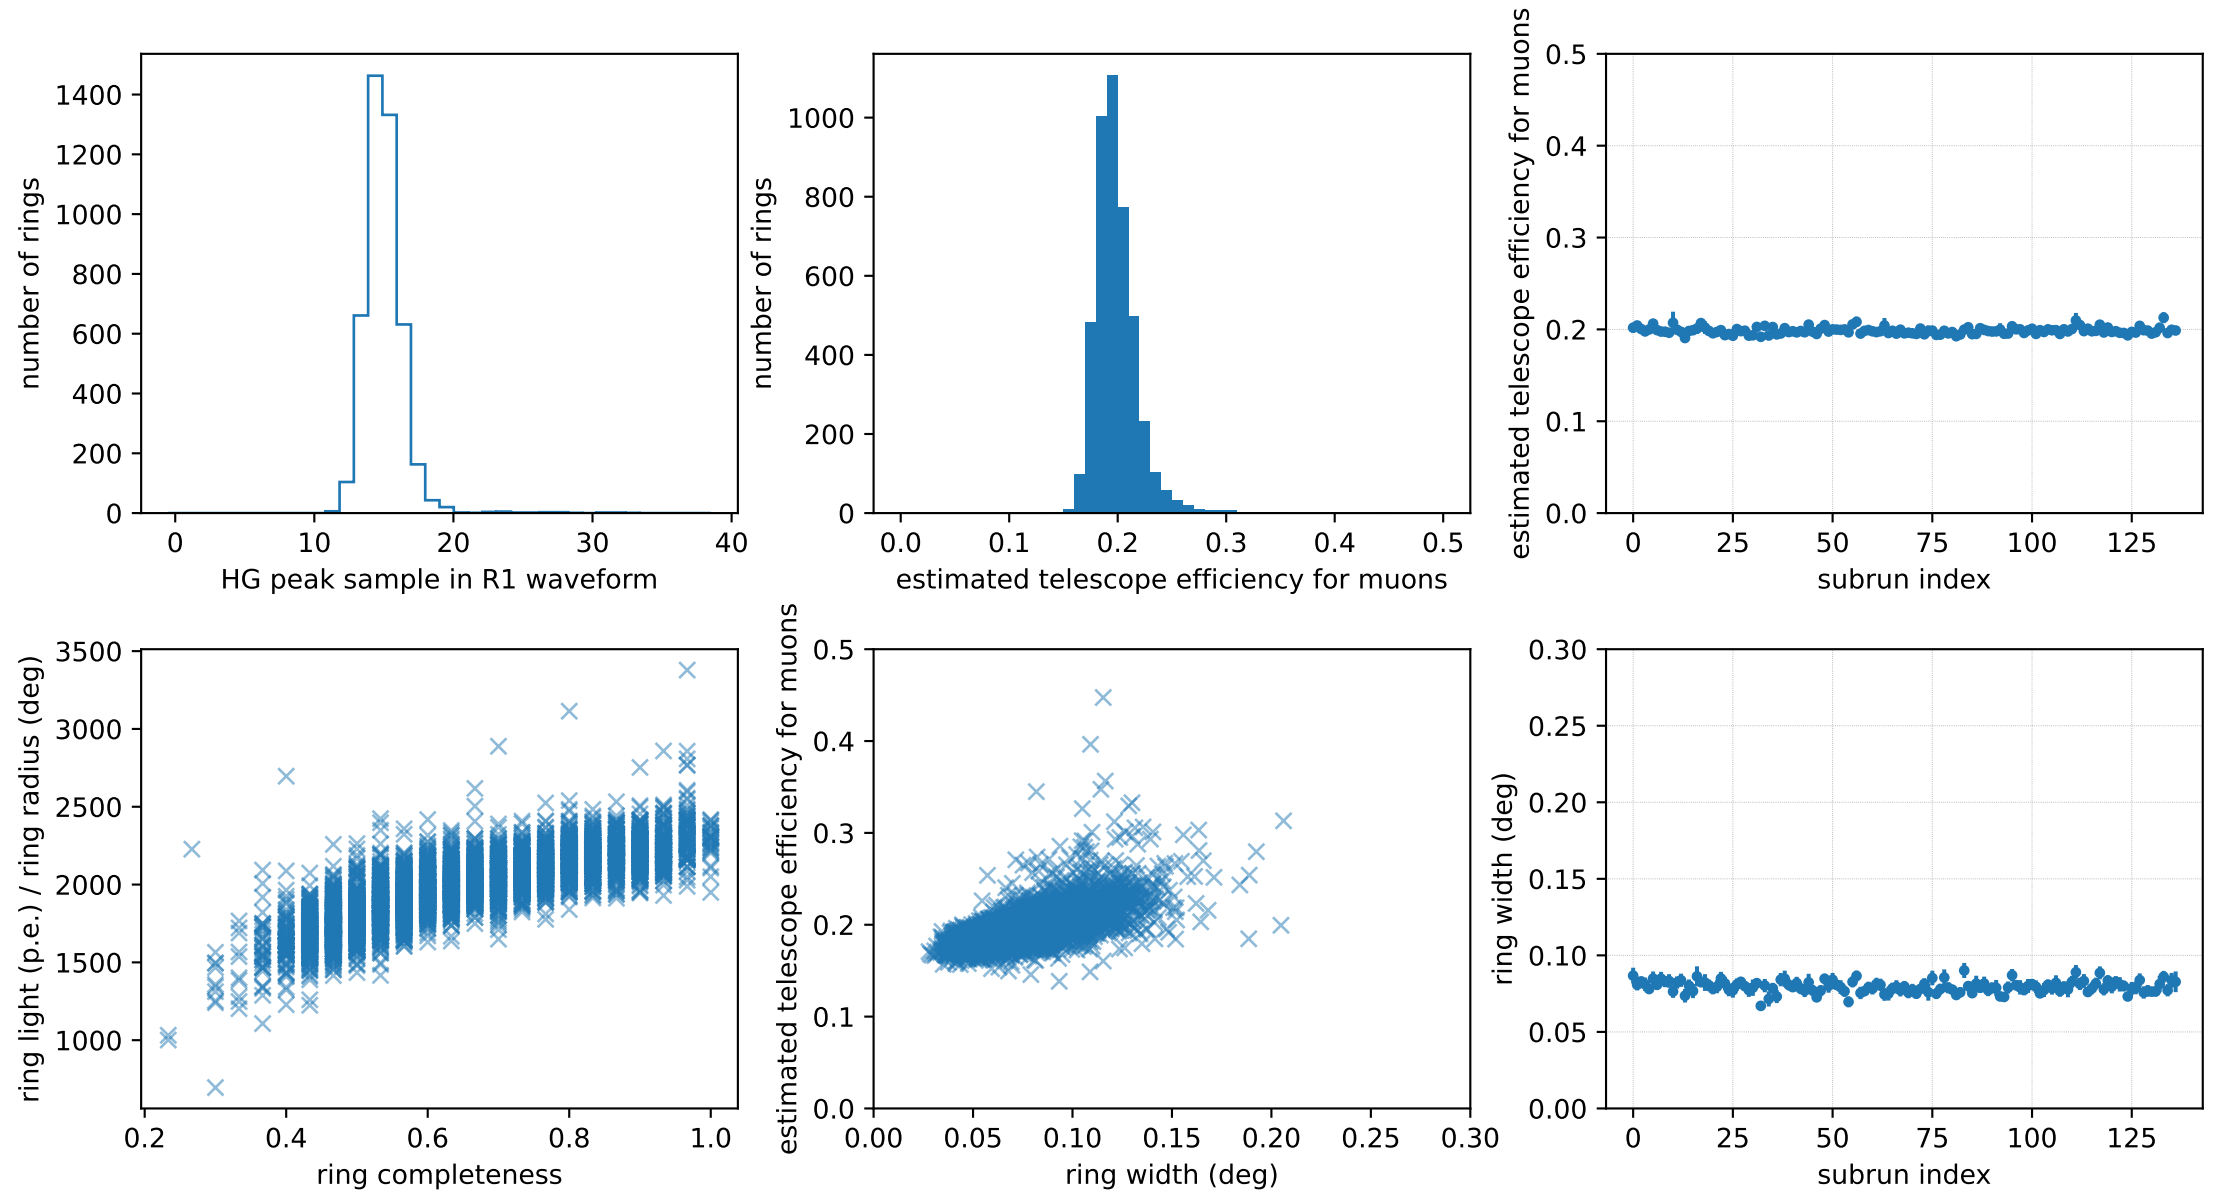 number of rings
1400
1200
1000
800
600
400
200
0
0 10 20 30 40
HG peak sample in R1 waveform
number of rings
1000
800
600
400
200
0
0.0 0.1 0.2 0.3 0.4 0.5
estimated telescope efficiency for muons
estimated telescope efficiency for muons
0.5
0.4
0.3
0.2
0.1
0.0
0 25 50 75 100 125
subrun index
ring light (p.e.) / ring radius (deg)
3500
3000
2500
2000
1500
1000
0.2 0.4 0.6 0.8 1.0
ring completeness
estimated telescope efficiency for muons
0.5
0.4
0.3
0.2
0.1
0.0
0.00 0.05 0.10 0.15 0.20 0.25 0.30
ring width (deg)
ring width (deg)
0.30
0.25
0.20
0.15
0.10
0.05
0.00
0 25 50 75 100 125
subrun index